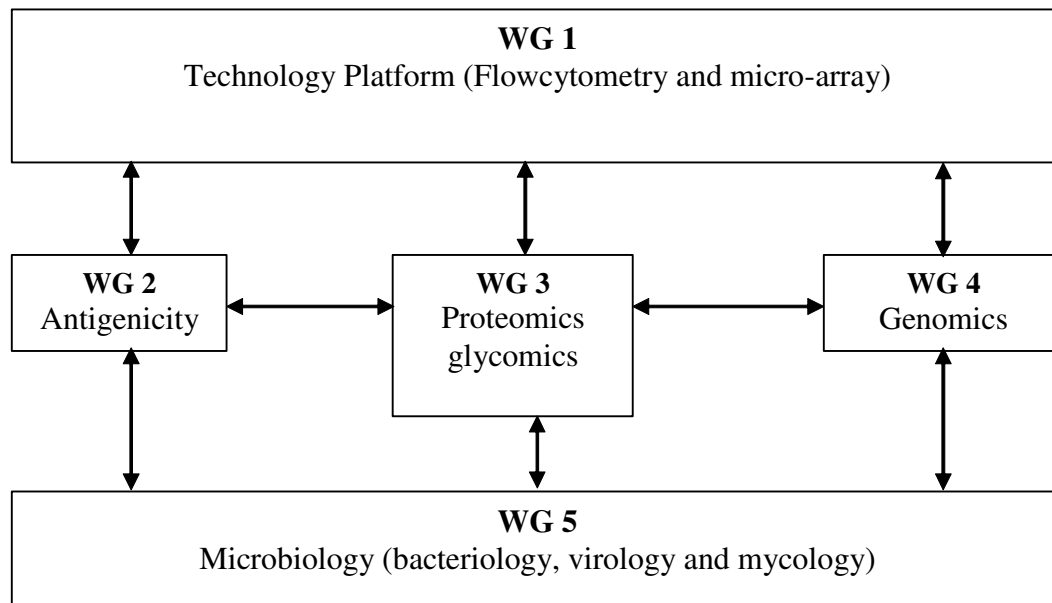 WG 1
Technology Platform (Flowcytometry and micro-array)
WG 2
Antigenicity
WG 3
Proteomics
glycomics
WG 4
Genomics
WG 5
Microbiology (bacteriology, virology and mycology)